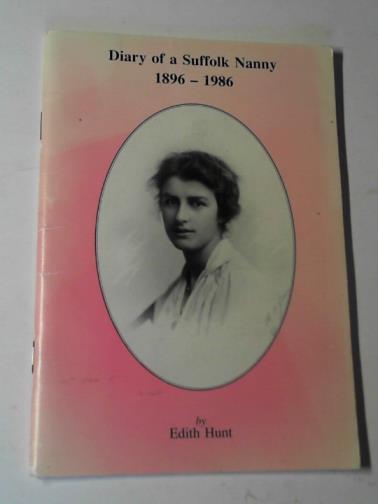 Diary of a Suffolk Nanny
1896 – 1986
by
Edith Hunt